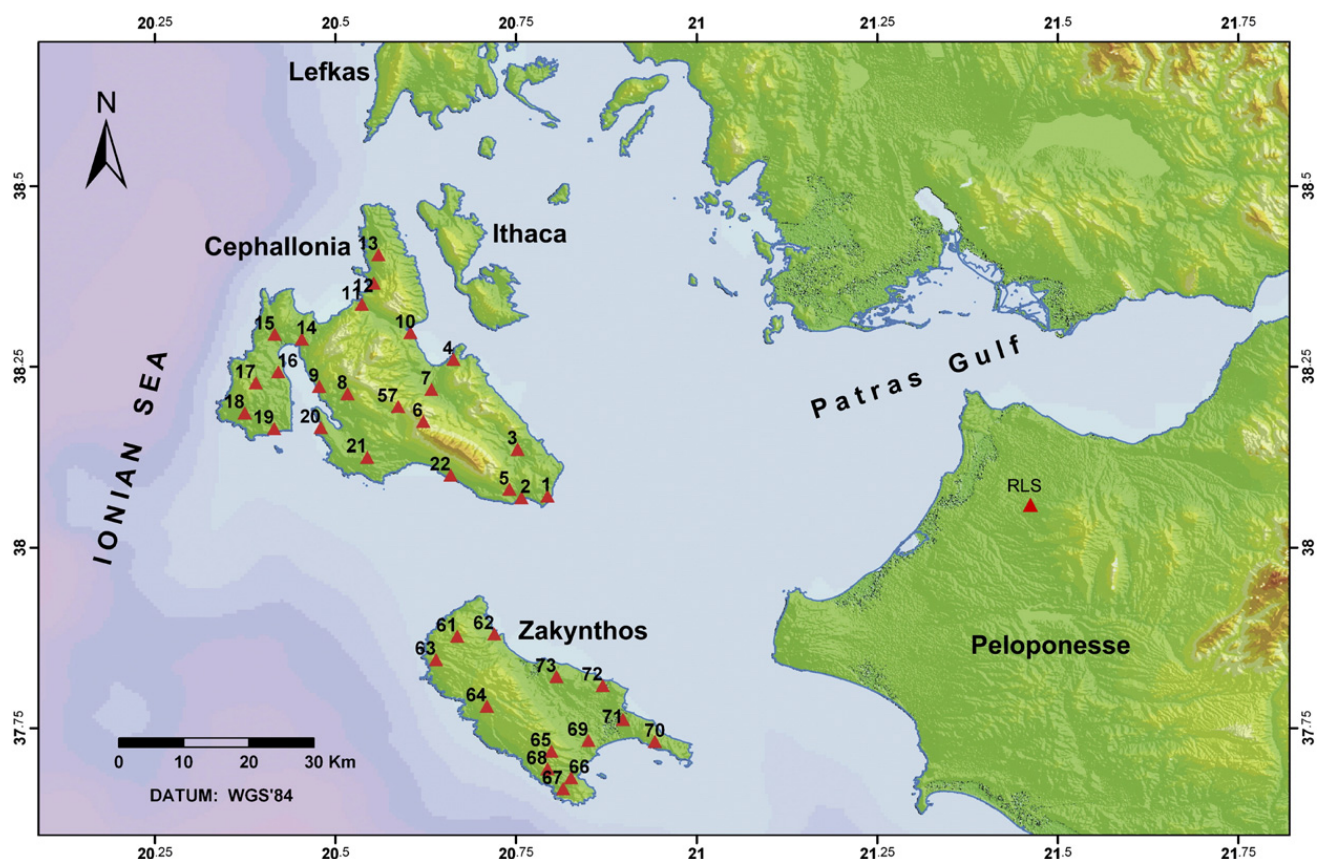 20.25 20.5 20.75 21 21.25 21.5 21.75
Lefkas
N
38.5 38.5
Ithaca
Cephallonia
13
12
11
10
15 14
4
16
38.25 38.25
17
9 8
57
7
Patras Gulf
18
19
20
6
21
3
22
5 2 1
IONIAN SEA
RLS
38 38
61 62
Zakynthos
63
Peloponesse
73 72
64
71
37.75 37.75
69
70
65
68
66
67
0 10 20 30 Km
DATUM: WGS'84
20.25 20.5 20.75 21 21.25 21.5 21.75